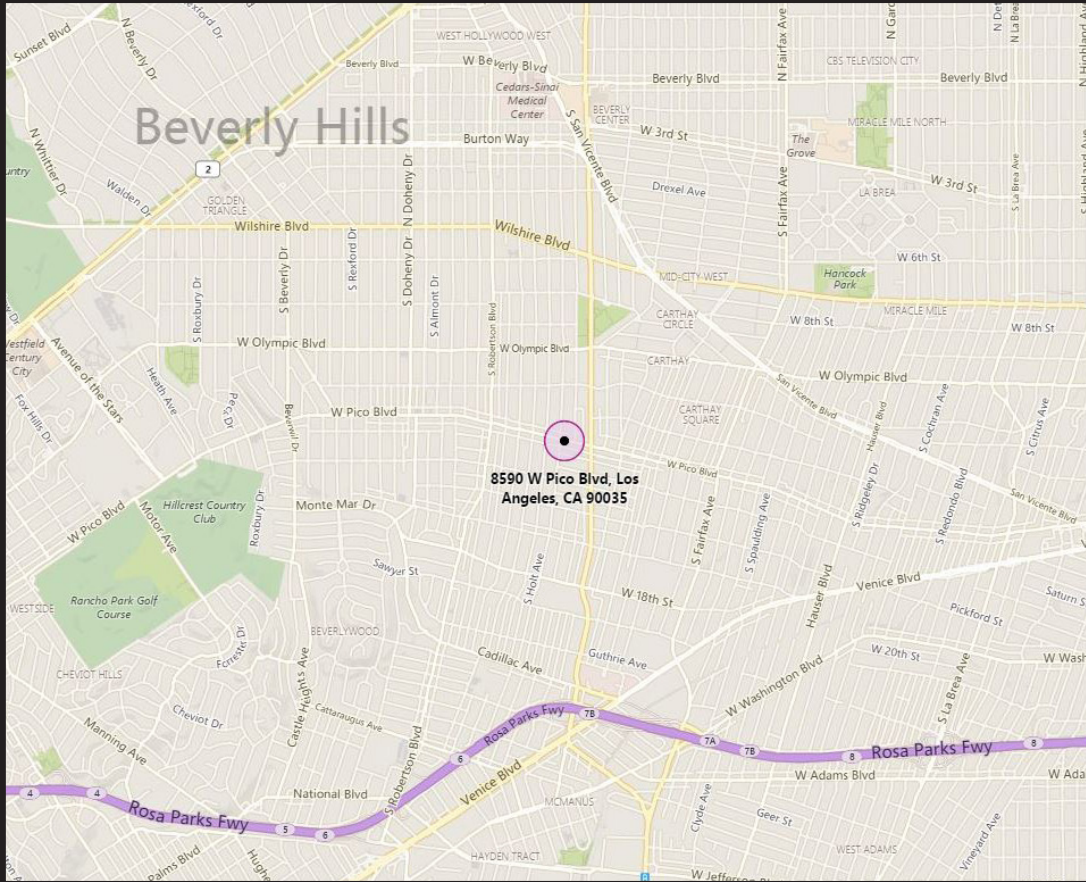 Sunset Blvd
N Beverly Dr
WEST HOLLYWOOD WEST
Beverly Blvd
W Beverly Blvd
Beverly Blvd
N Fairfax Ave
CBS TELEVISION CITY
Beverly Blvd
N La Brea Ave
N Highland Ave
Cedars-Sinai
Medical
Center
BEVERLY
CENTER
Beverly Hills
Burton Way
S San Vicente Blvd
W 3rd St
MIRACLE MILE NORTH
The
Grove
N Whittier Dr
2
Walden Dr
GOLDEN
TRIANGLE
N Doheny Dr
Drexel Ave
S Fairfax Ave
LA BREA
W 3rd St
S La Brea Ave
S Highland Ave
Wilshire Blvd
Wilshire Blvd
S Beverly Dr
S Rexford Dr
S Doheny Dr
W 6th St
S Roxbury Dr
S Almont Dr
MID-CITY-WEST
Hancock
Park
MIRACLE MILE
S Robertson Blvd
CARTHAY
CIRCLE
W 8th St
W 8th St
Westfield
Century
City
Avenue of the Stars
W Olympic Blvd
W Olympic Blvd
CARTHAY
W Olympic Blvd
San Vicente Blvd
Heath Ave
Peck Dr
Fox Hills Dr
Beverwil Dr
W Pico Blvd
CARTHAY
SQUARE
Hauser Blvd
S Cochran Ave
S Citrus Ave
8590 W Pico Blvd, Los
Angeles, CA 90035
W Pico Blvd
S Ridgeley Dr
S Redondo Blvd
San Vicente Blvd
W Pico Blvd
Motor Ave
Hillcrest Country
Club
Roxbury Dr
Monte Mar Dr
S Fairfax Ave
S Spaulding Ave
Sawyer St
S Holt Ave
W 18th St
Hauser Blvd
Venice Blvd
Saturn S
Pickford St
WESTSIDE
Rancho Park Golf
Course
BEVERLYWOOD
Forrester Dr
Cadillac Ave
Guthrie Ave
W 20th St
W Wash
CHEVIOT HILLS
Castle Heights Ave
Cheviot Dr
Cattaraugus Ave
W Washington Blvd
S La Brea Ave
Manning Ave
Rosa Parks Fwy
7B
7A
7B
8
Rosa Parks Fwy
8
6
S Robertson Blvd
Venice Blvd
W Adams Blvd
W Ada
4
4
Rosa Parks Fwy
National Blvd
5
6
MCMANUS
Clyde Ave
Geer St
Vineyard Ave
Palms Blvd
HAYDEN TRACT
WEST ADAMS
W Jefferson Blvd